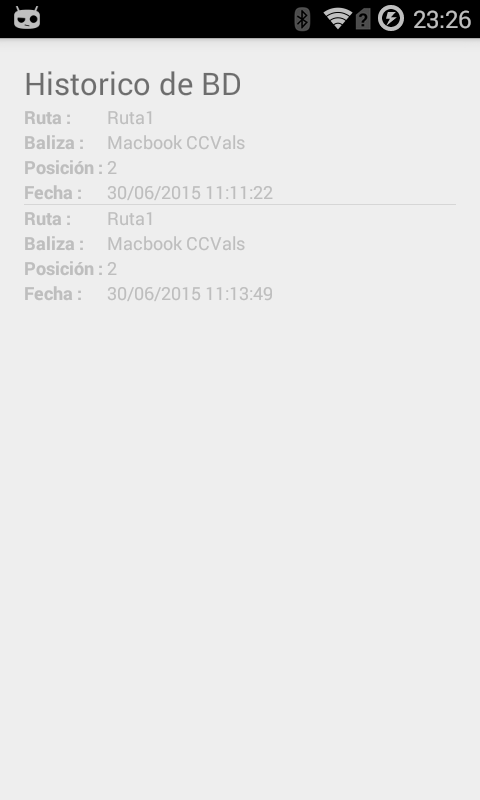 23:26
Historico de BD
Ruta : Ruta1
Baliza : Macbook CCVals
Posición : 2
Fecha : 30/06/2015 11:11:22
Ruta : Ruta1
Baliza : Macbook CCVals
Posición : 2
Fecha : 30/06/2015 11:13:49